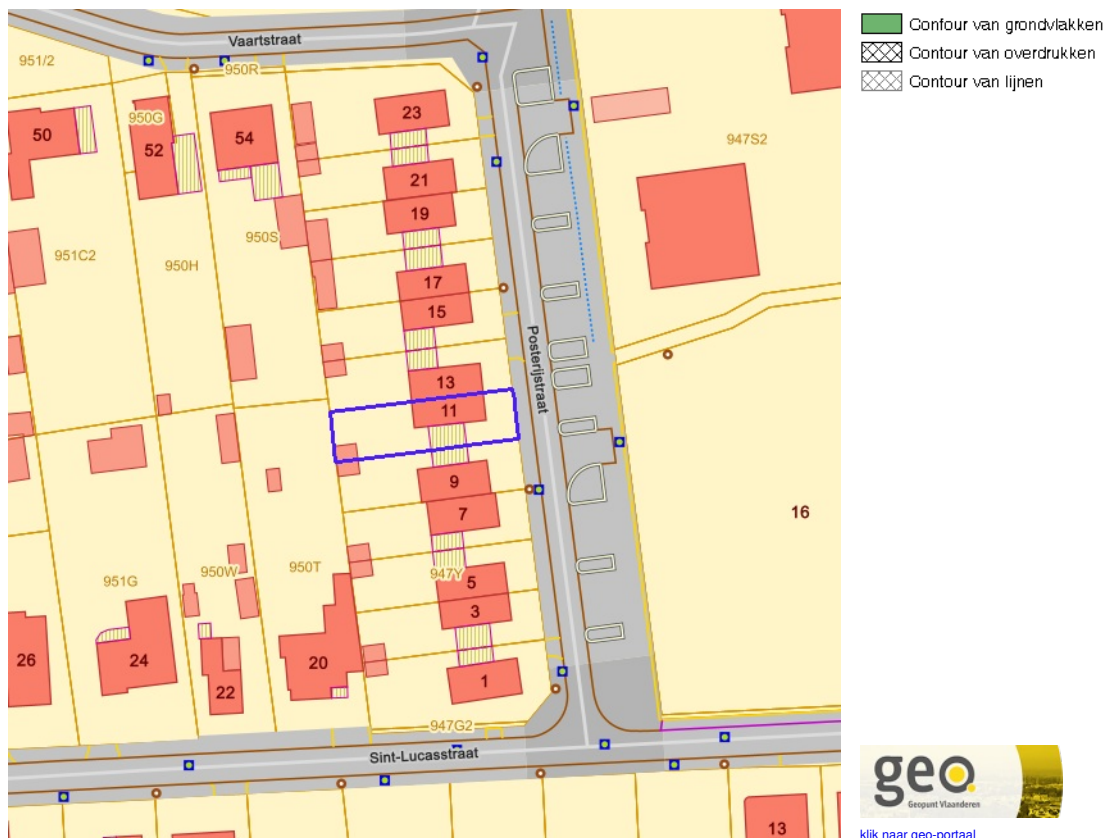 Vaartstraat
951/2
950R
23
950G
50
52
54
947S2
21
19
950S
951C2
950H
17
15
Posterijstraat
13
11
9
16
7
951G
950W
950T
947Y
5
3
26
24
22
20
1
947G2
Sint-Lucasstraat
13
Contour van grondvlakken
Contour van overdrukken
Contour van lijnen
geo.
Geopunt Vlaanderen
klik naar geo-portaal